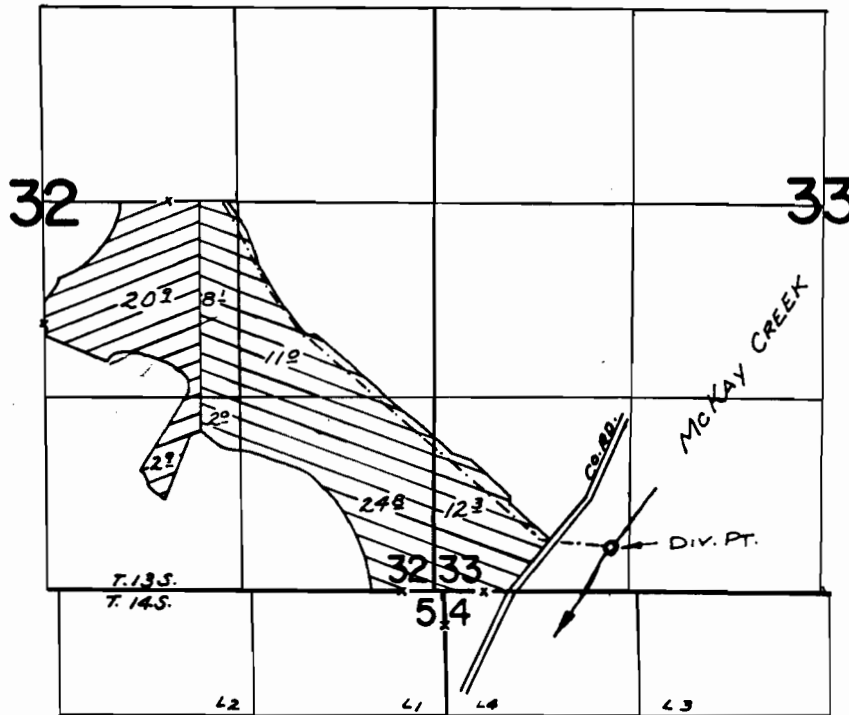 32
33
20.9
8.1
11.0
McKAY CREEK
2.0
CO. RD.
2.9
24.8
12.3
DIV. PT.
T. 13 S.
32 33
T. 14 S.
5 4
L2
L1
L4
L3